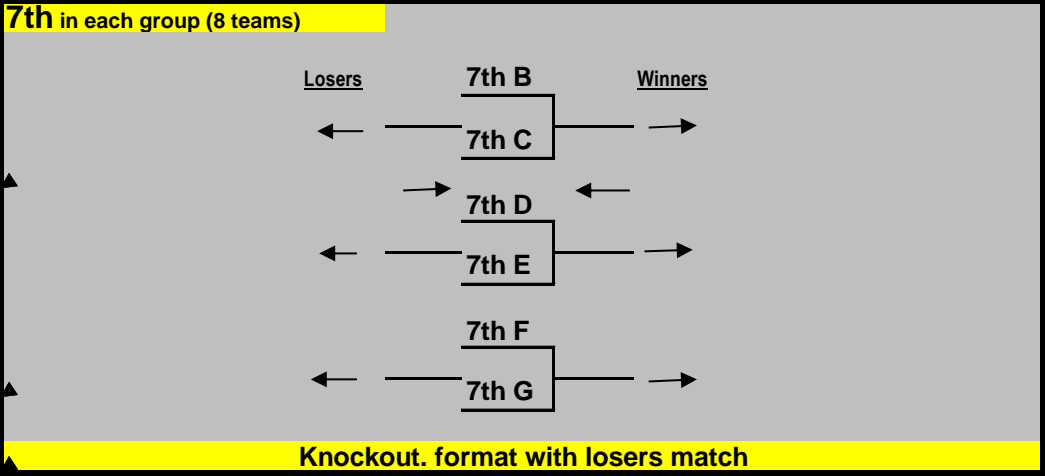 7th in each group (8 teams)
Losers
7th B
Winners
7th C
7th D
7th E
7th F
7th G
Knockout. format with losers match